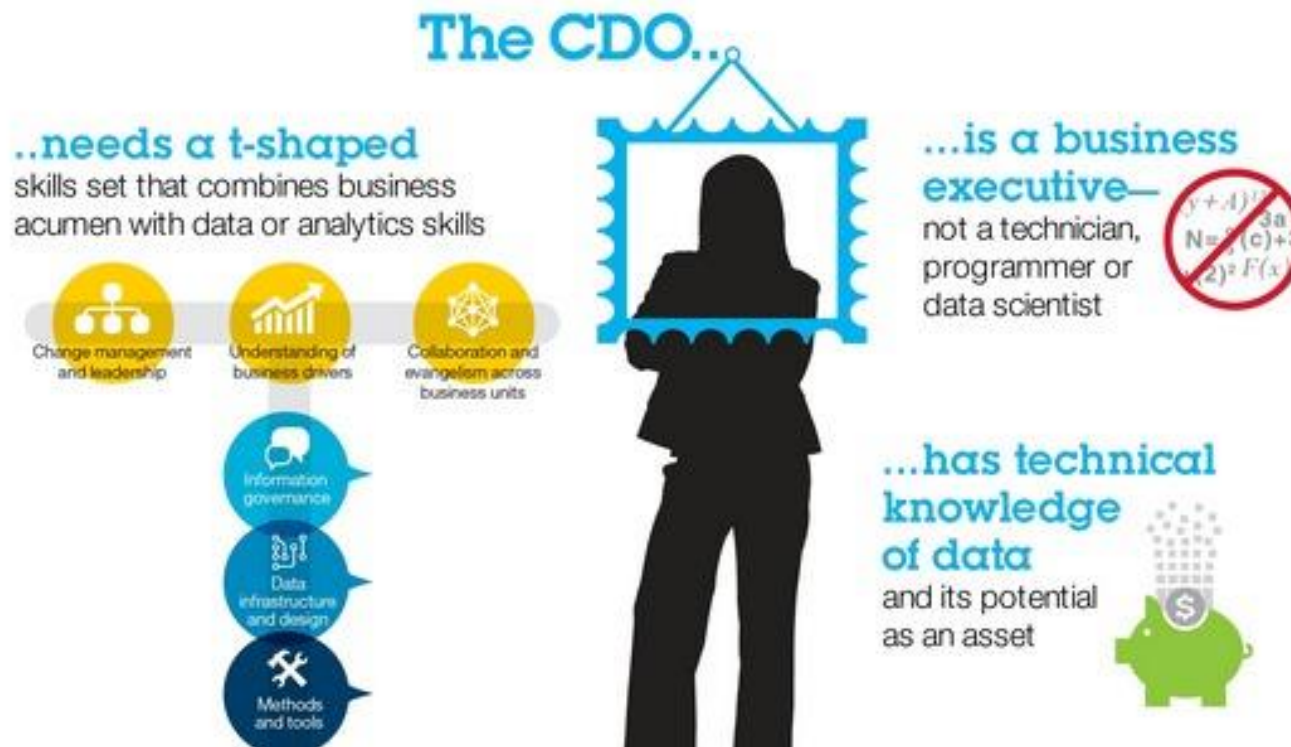 The CDO...
..needs a t-shaped
skills set that combines business
acumen with data or analytics skills
Change management
and leadership
Understanding of
business drivers
Collaboration and
evangelism across
business units
Information
governance
Data
infrastructure
and design
Methods
and tools
...is a business
executive—
not a technician,
programmer or
data scientist
...has technical
knowledge
of data
and its potential
as an asset
$